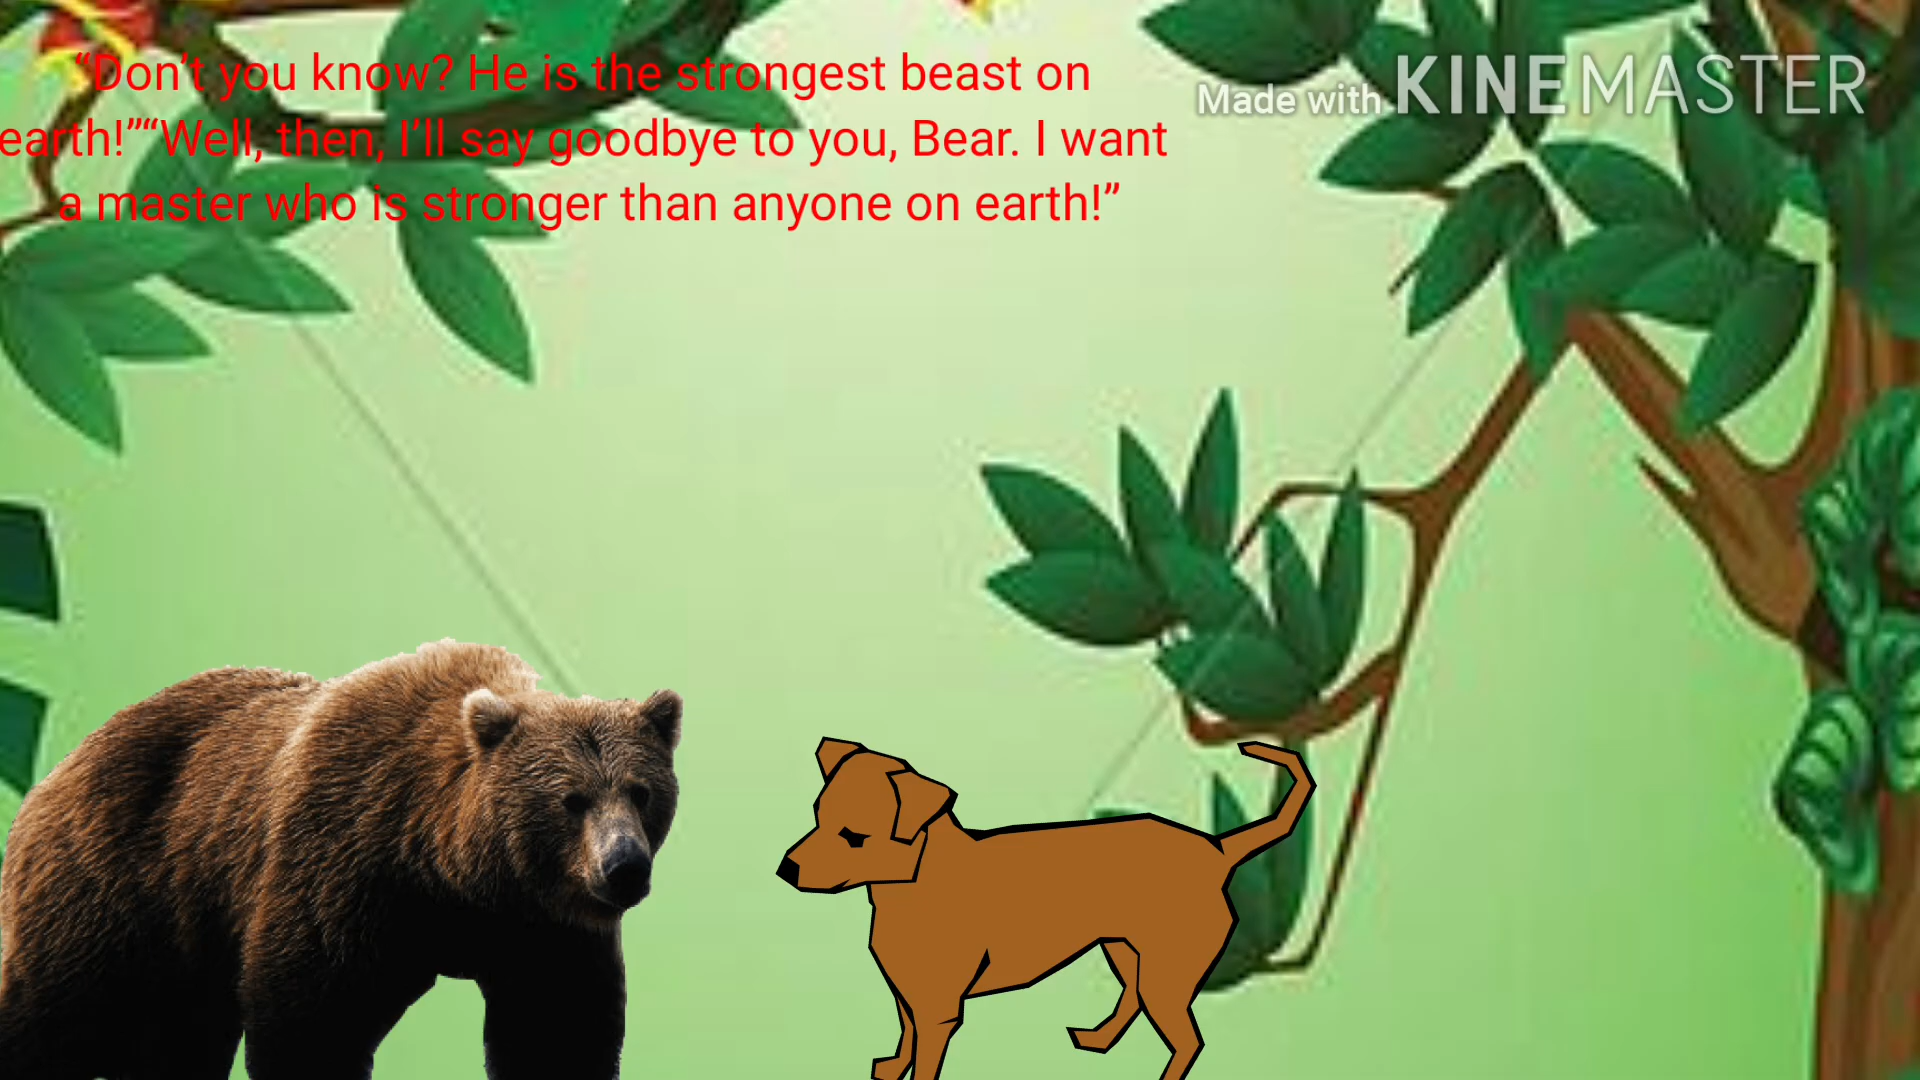 “Don’t you know? He is the strongest beast on
earth!”“Well, then, I’ll say goodbye to you, Bear. I want
a master who is stronger than anyone on earth!”
Made with KINEMASTER